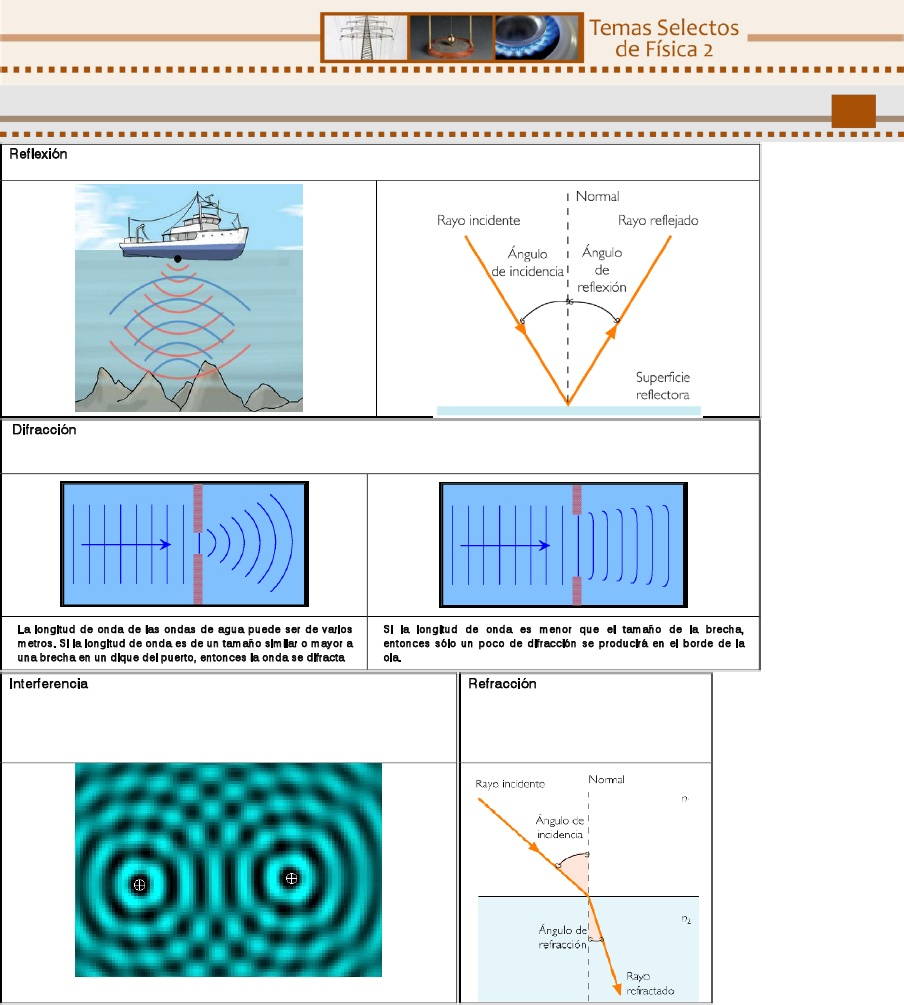 Temas Selectos
de Física 2
Reflexión
Normal
Rayo incidente
Rayo reflejado
Ángulo
de incidencia
Ángulo
de
reflexión
Superficie
reflectora
Difracción
La longitud de onda de las ondas de agua puede ser de varios
metros. Si la longitud de onda es de un tamaño similar o mayor a
una brecha en un dique del puerto, entonces la onda se difracta
Si la longitud de onda es menor que el tamaño de la brecha,
entonces sólo un poco de difracción se producirá en el borde de la
ola.
Interferencia
Refracción
Rayo incidente
Normal
Ángulo de
incidencia
n₂
Ángulo de
refracción
Rayo
refractado